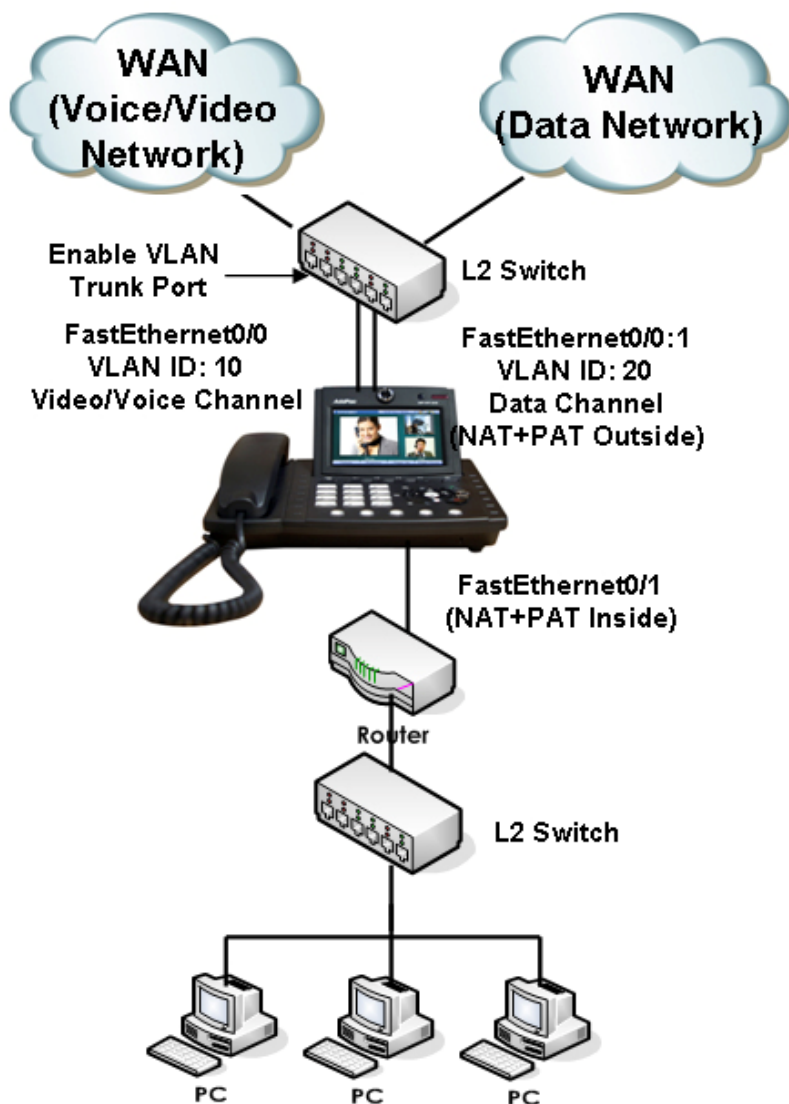 WAN
(Voice/Video
Network)
WAN
(Data Network)
Enable VLAN
Trunk Port
L2 Switch
FastEthernet0/0
VLAN ID: 10
Video/Voice Channel
FastEthernet0/0:1
VLAN ID: 20
Data Channel
(NAT+PAT Outside)
FastEthernet0/1
(NAT+PAT Inside)
Router
L2 Switch
PC
PC
PC